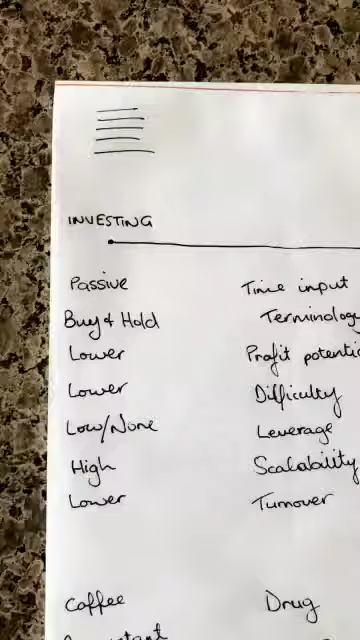 INVESTING
Passive Time input
Buy & Hold Terminology
Lower Profit potentic
Lower Difficulty
Low/None Leverage
High Scalability
Lower Turnover
Coffee Drug